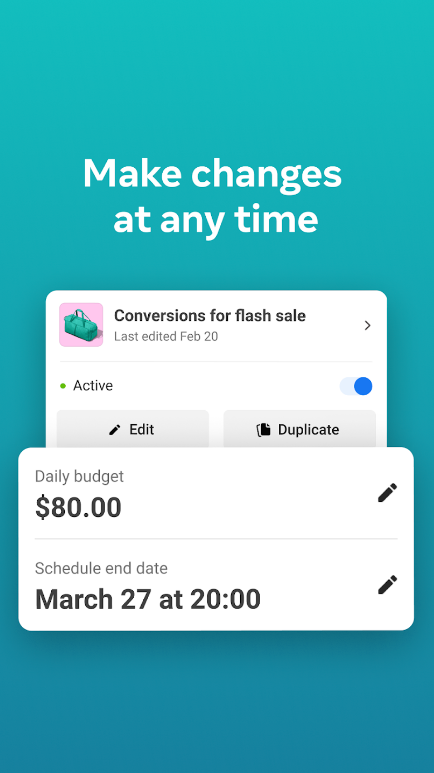 Make changes
at any time
Conversions for flash sale
Last edited Feb 20
Active
Edit
Duplicate
Daily budget
$80.00
Schedule end date
March 27 at 20:00